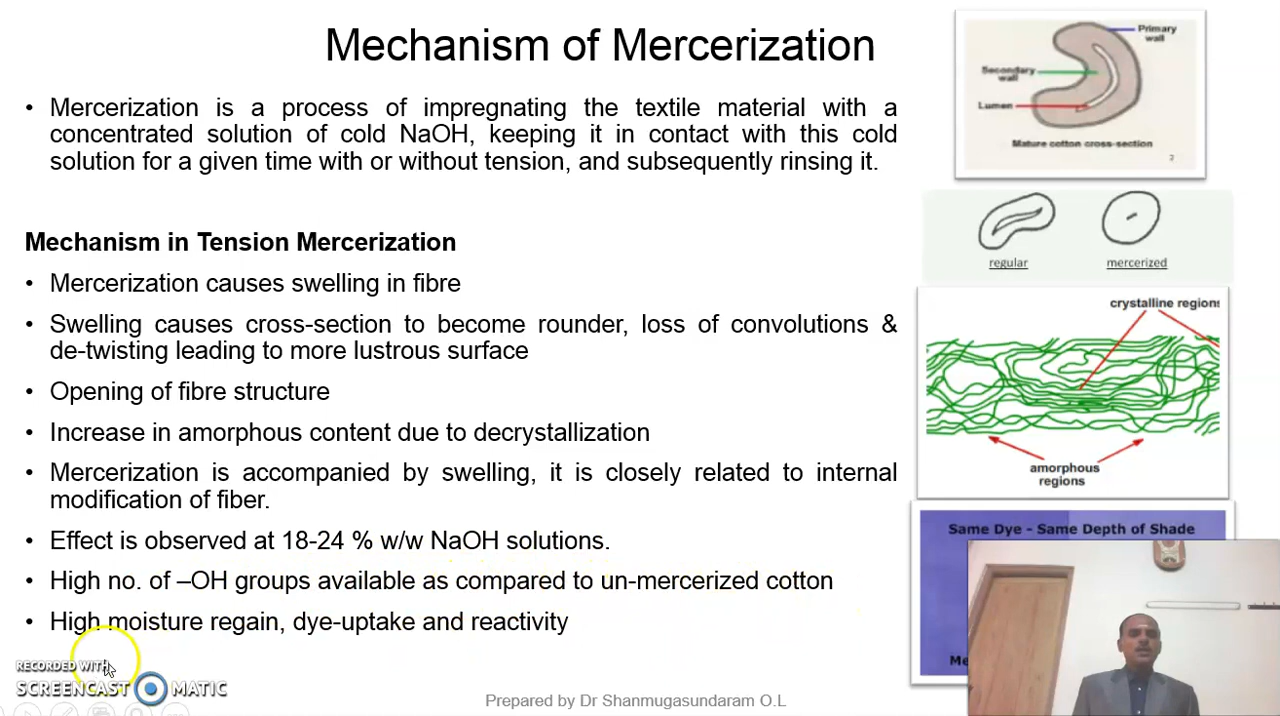 Mechanism of Mercerization
• Mercerization is a process of impregnating the textile material with a
concentrated solution of cold NaOH, keeping it in contact with this cold
solution for a given time with or without tension, and subsequently rinsing it.
Mechanism in Tension Mercerization
• Mercerization causes swelling in fibre
• Swelling causes cross-section to become rounder, loss of convolutions &
de-twisting leading to more lustrous surface
• Opening of fibre structure
• Increase in amorphous content due to decrystallization
• Mercerization is accompanied by swelling, it is closely related to internal
modification of fiber.
• Effect is observed at 18-24 % w/w NaOH solutions.
• High no. of –OH groups available as compared to un-mercerized cotton
• High moisture regain, dye-uptake and reactivity
Primary
wall
Secondary
wall
Lumen
Mature cotton cross-section
2
regular
mercerized
crystalline regions
amorphous
regions
Same Dye - Same Depth of Shade
Me
RECORDED WITH
SCREENCAST MATIC
Prepared by Dr Shanmugasundaram O.L